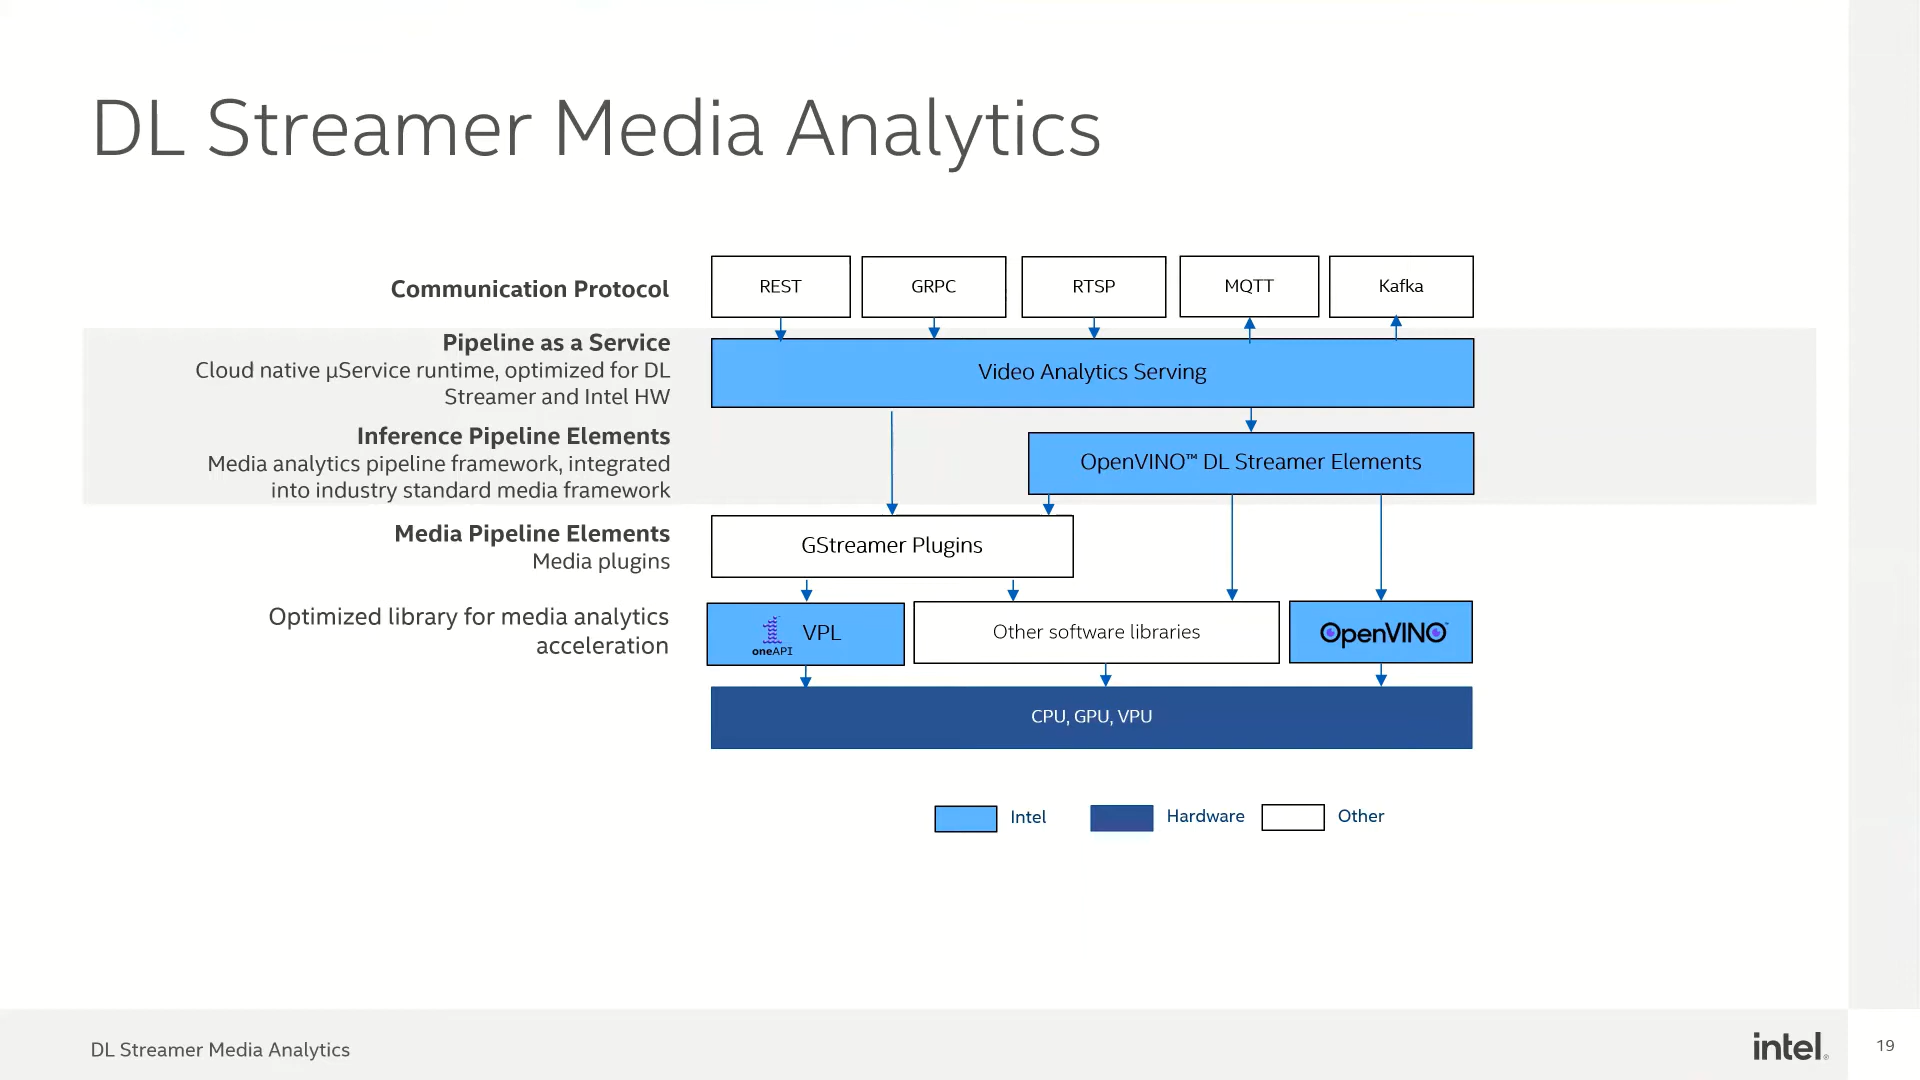 DL Streamer Media Analytics
Communication Protocol
REST
GRPC
RTSP
MQTT
Kafka
Pipeline as a Service
Cloud native µService runtime, optimized for DL
Streamer and Intel HW
Video Analytics Serving
Inference Pipeline Elements
Media analytics pipeline framework, integrated
into industry standard media framework
OpenVINO™ DL Streamer Elements
Media Pipeline Elements
Media plugins
GStreamer Plugins
Optimized library for media analytics
acceleration
oneAPI
VPL
Other software libraries
OpenVINO™
CPU, GPU, VPU
Intel
Hardware
Other
DL Streamer Media Analytics
intel®
19